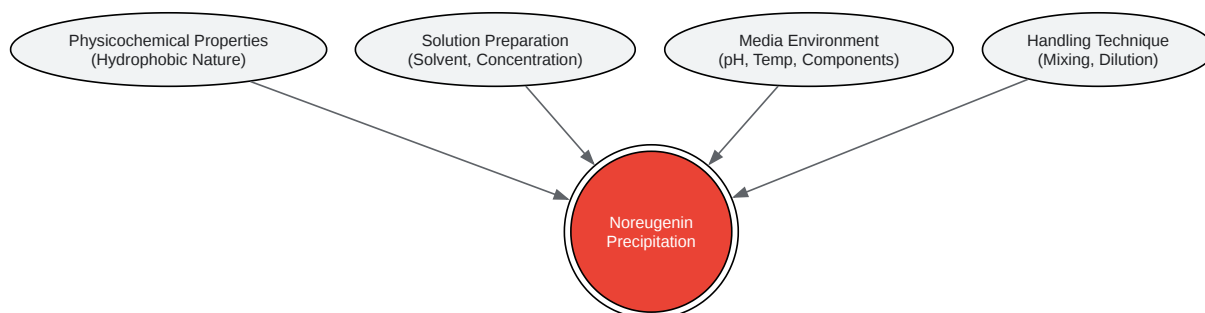 Physicochemical Properties
(Hydrophobic Nature)
Solution Preparation
(Solvent, Concentration)
Media Environment
(pH, Temp, Components)
Handling Technique
(Mixing, Dilution)
Noreugenin
Precipitation